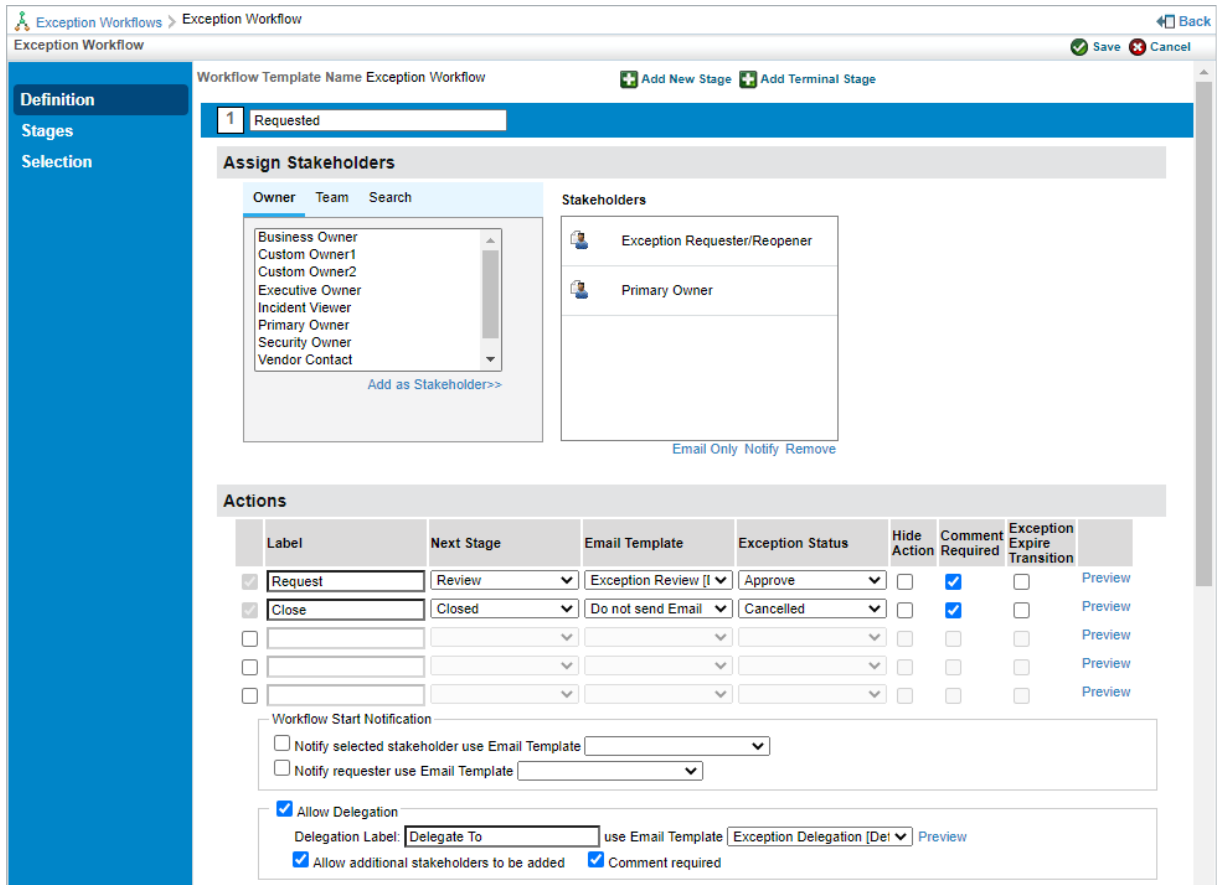 Exception Workflows > Exception Workflow
Back
Exception Workflow
Save Cancel
Workflow Template Name Exception Workflow
Add New Stage Add Terminal Stage
Definition
Stages
Selection
1 Requested
Assign Stakeholders
Owner Team Search
Business Owner
Custom Owner1
Custom Owner2
Executive Owner
Incident Viewer
Primary Owner
Security Owner
Vendor Contact
Add as Stakeholder>>
Stakeholders
Exception Requester/Reopener
Primary Owner
Email Only Notify Remove
Actions
Label Next Stage Email Template Exception Status Hide Action Comment Required Exception Expire Transition
Request Review Exception Review [ Approve Preview
Close Closed Do not send Email Cancelled Preview
Preview
Preview
Preview
Workflow Start Notification
Notify selected stakeholder use Email Template
Notify requester use Email Template
Allow Delegation
Delegation Label: Delegate To use Email Template Exception Delegation [Def Preview
Allow additional stakeholders to be added Comment required